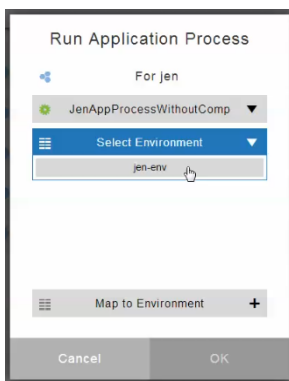 Run Application Process
For jen
JenAppProcessWithoutComp
Select Environment
jen-env
Map to Environment
Cancel
OK